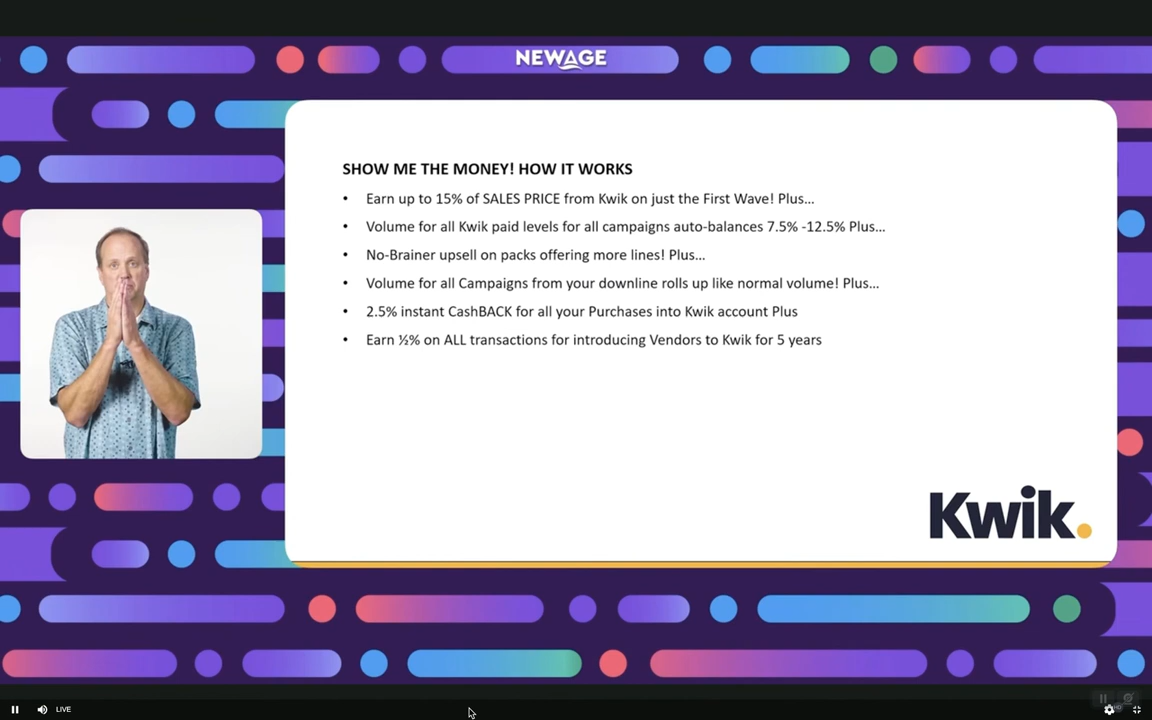 NEWAGE
SHOW ME THE MONEY! HOW IT WORKS
• Earn up to 15% of SALES PRICE from Kwik on just the First Wave! Plus...
• Volume for all Kwik paid levels for all campaigns auto-balances 7.5% -12.5% Plus...
• No-Brainer upsell on packs offering more lines! Plus...
• Volume for all Campaigns from your downline rolls up like normal volume! Plus...
• 2.5% instant CashBACK for all your Purchases into Kwik account Plus
• Earn ½% on ALL transactions for introducing Vendors to Kwik for 5 years
Kwik.
LIVE